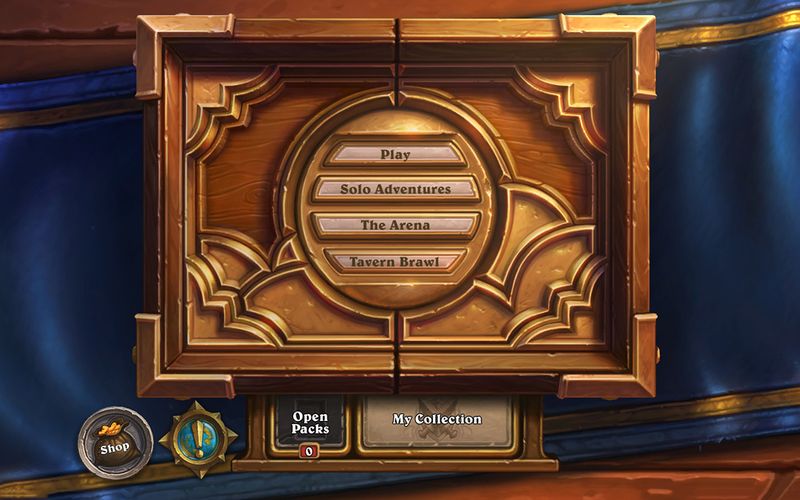 Play
Solo Adventures
The Arena
Tavern Brawl
Shop
Open
Packs
0
My Collection